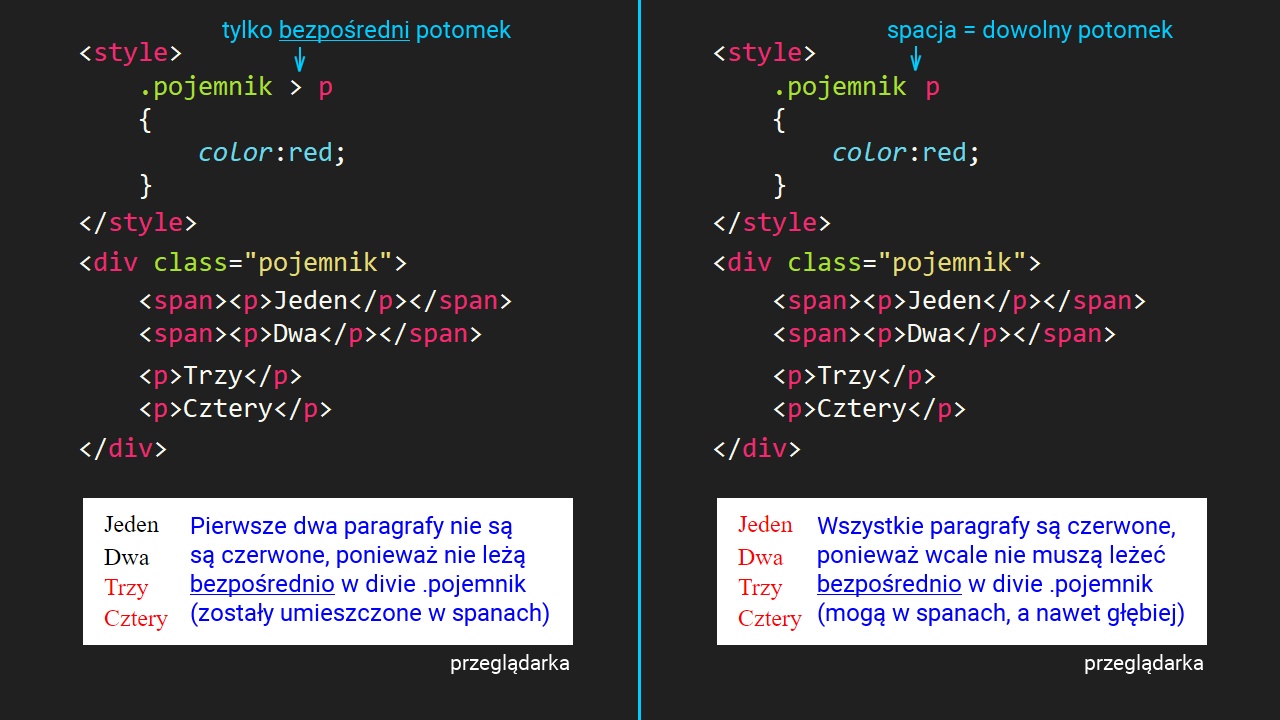 tylko bezpośredni potomek
<style>
.pojemnik > p
{
color:red;
}
</style>
<div class="pojemnik">
<span><p>Jeden</p></span>
<span><p>Dwa</p></span>
<p>Trzy</p>
<p>Cztery</p>
</div>
Jeden
Dwa
Trzy
Cztery
Pierwsze dwa paragrafy nie są
są czerwone, ponieważ nie leżą
bezpośrednio w divie .pojemnik
(zostały umieszczone w spanach)
przeglądarka
spacja = dowolny potomek
<style>
.pojemnik p
{
color:red;
}
</style>
<div class="pojemnik">
<span><p>Jeden</p></span>
<span><p>Dwa</p></span>
<p>Trzy</p>
<p>Cztery</p>
</div>
Jeden
Dwa
Trzy
Cztery
Wszystkie paragrafy są czerwone,
ponieważ wcale nie muszą leżeć
bezpośrednio w divie .pojemnik
(mogą w spanach, a nawet głębiej)
przeglądarka